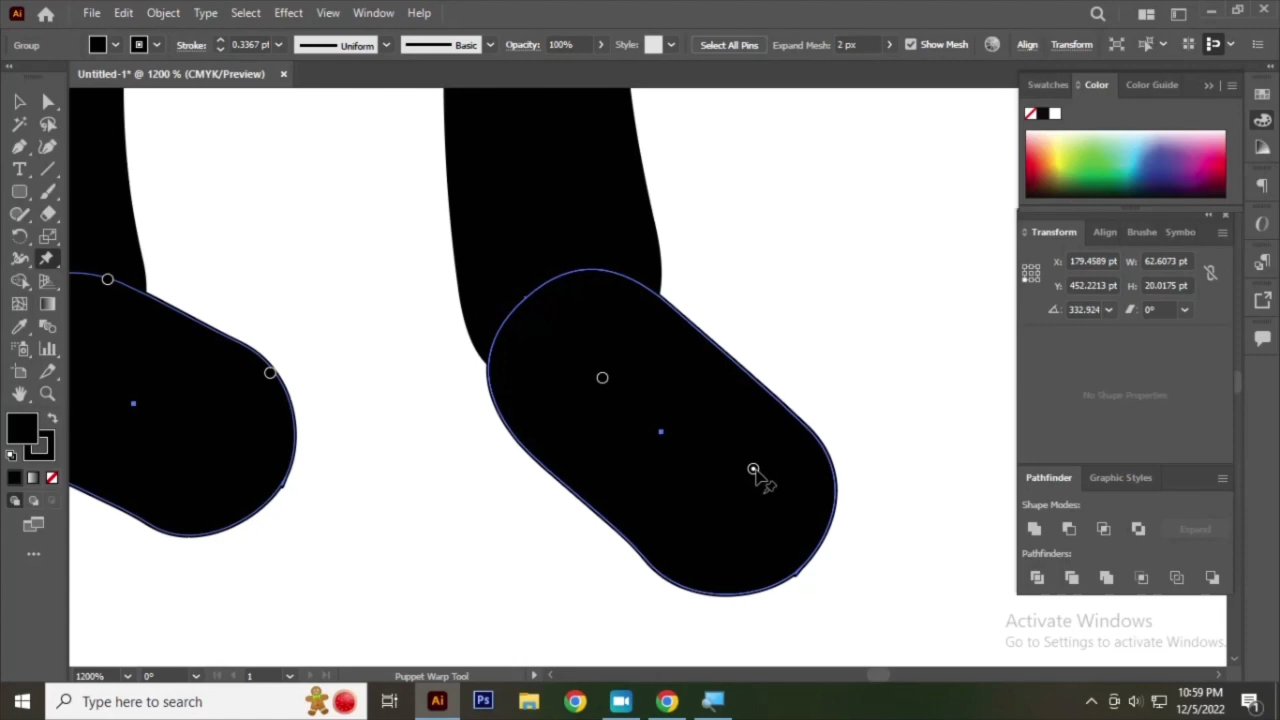 Ai File Edit Object Type Select Effect View Window Help
Group Stroke: 0.3367 pt Uniform Basic Opacity: 100% Style: Select All Pins Expand Mesh: 2 px Show Mesh Align Transform
Untitled-1* @ 1200 % (CMYK/Preview)
Swatches Color Color Guide
Transform Align Brushe Symbo
X: 179.4589 pt W: 62.6073 pt
Y: 452.2213 pt H: 20.0175 pt
332.924 0°
No Shape Properties
Pathfinder Graphic Styles
Shape Modes:
Expand
Pathfinders:
Activate Windows
Go to Settings to activate Windows.
1200% 0° 1 Puppet Warp Tool
Type here to search Ai Ps 10:59 PM
12/5/2022 1